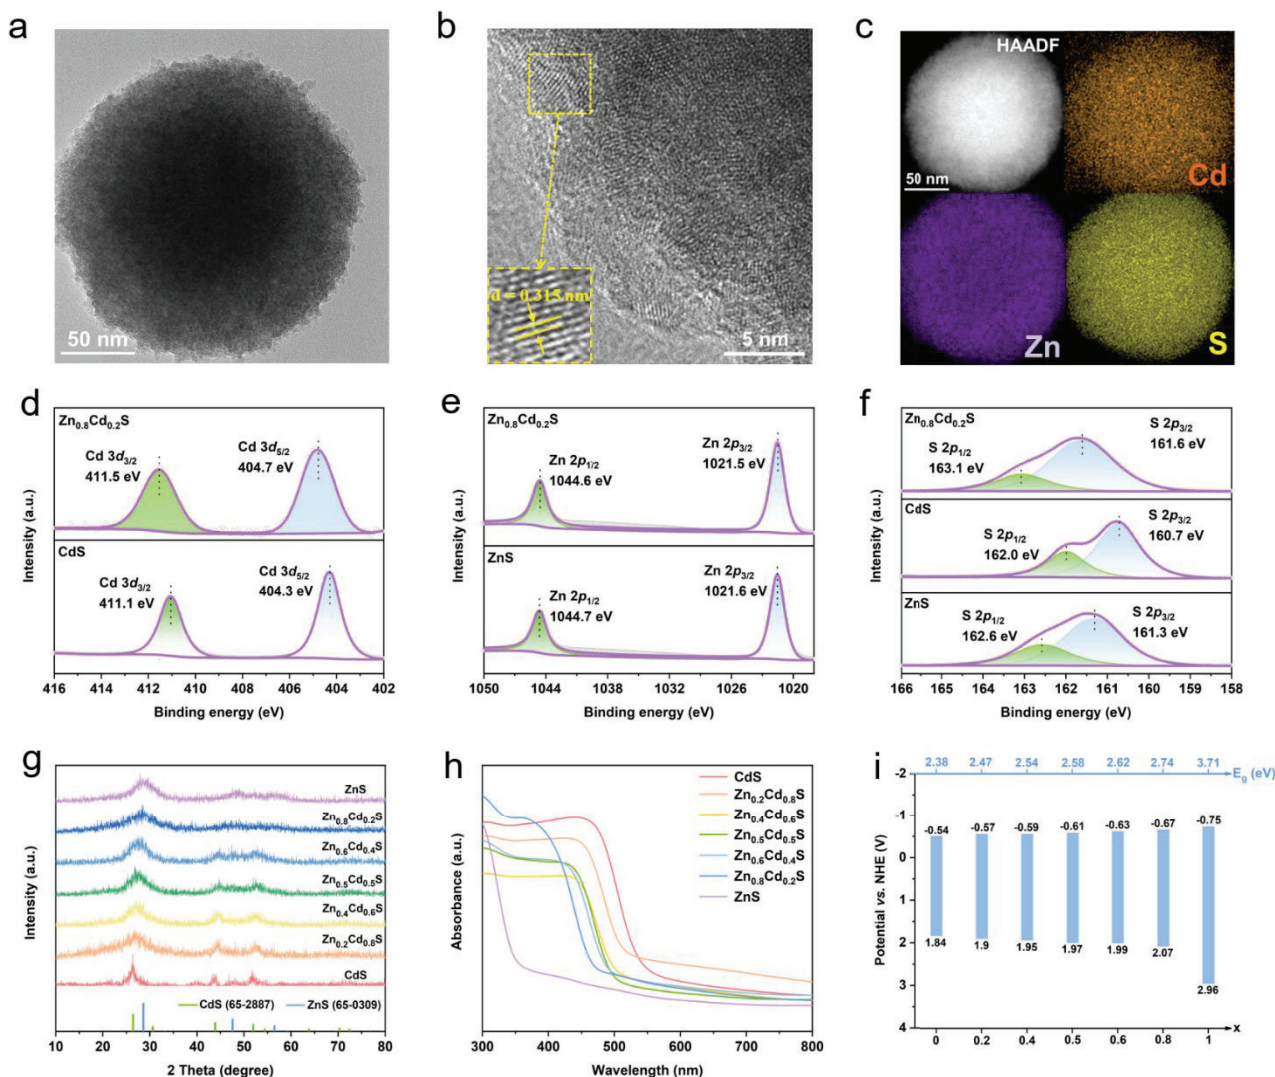 a
50 nm
b
d = 0.315 nm
5 nm
c
HAADF
50 nm
Cd
Zn
S
d
Zn₀.₈Cd₀.₂S
Cd 3d₃/₂
411.5 eV
Cd 3d₅/₂
404.7 eV
CdS
Cd 3d₃/₂
411.1 eV
Cd 3d₅/₂
404.3 eV
Intensity (a.u.)
416 414 412 410 408 406 404 402
Binding energy (eV)
e
Zn₀.₈Cd₀.₂S
Zn 2p₁/₂
1044.6 eV
Zn 2p₃/₂
1021.5 eV
ZnS
Zn 2p₁/₂
1044.7 eV
Zn 2p₃/₂
1021.6 eV
Intensity (a.u.)
1050 1044 1038 1032 1026 1020
Binding energy (eV)
f
Zn₀.₈Cd₀.₂S
S 2p₁/₂
163.1 eV
S 2p₃/₂
161.6 eV
CdS
S 2p₁/₂
162.0 eV
S 2p₃/₂
160.7 eV
ZnS
S 2p₁/₂
162.6 eV
S 2p₃/₂
161.3 eV
Intensity (a.u.)
166 165 164 163 162 161 160 159 158
Binding energy (eV)
g
ZnS
Zn₀.₈Cd₀.₂S
Zn₀.₆Cd₀.₄S
Zn₀.₅Cd₀.₅S
Zn₀.₄Cd₀.₆S
Zn₀.₂Cd₀.₈S
CdS
CdS (65-2887) ZnS (65-0309)
Intensity (a.u.)
10 20 30 40 50 60 70 80
2 Theta (degree)
h
CdS
Zn₀.₂Cd₀.₈S
Zn₀.₄Cd₀.₆S
Zn₀.₅Cd₀.₅S
Zn₀.₆Cd₀.₄S
Zn₀.₈Cd₀.₂S
ZnS
Absorbance (a.u.)
300 400 500 600 700 800
Wavelength (nm)
i
2.38 2.47 2.54 2.58 2.62 2.74 3.71
E_g (eV)
-2
-1
0
1
2
3
4
Potential vs. NHE (V)
-0.54 -0.57 -0.59 -0.61 -0.63 -0.67 -0.75
1.84 1.9 1.95 1.97 1.99 2.07 2.96
0 0.2 0.4 0.5 0.6 0.8 1
x